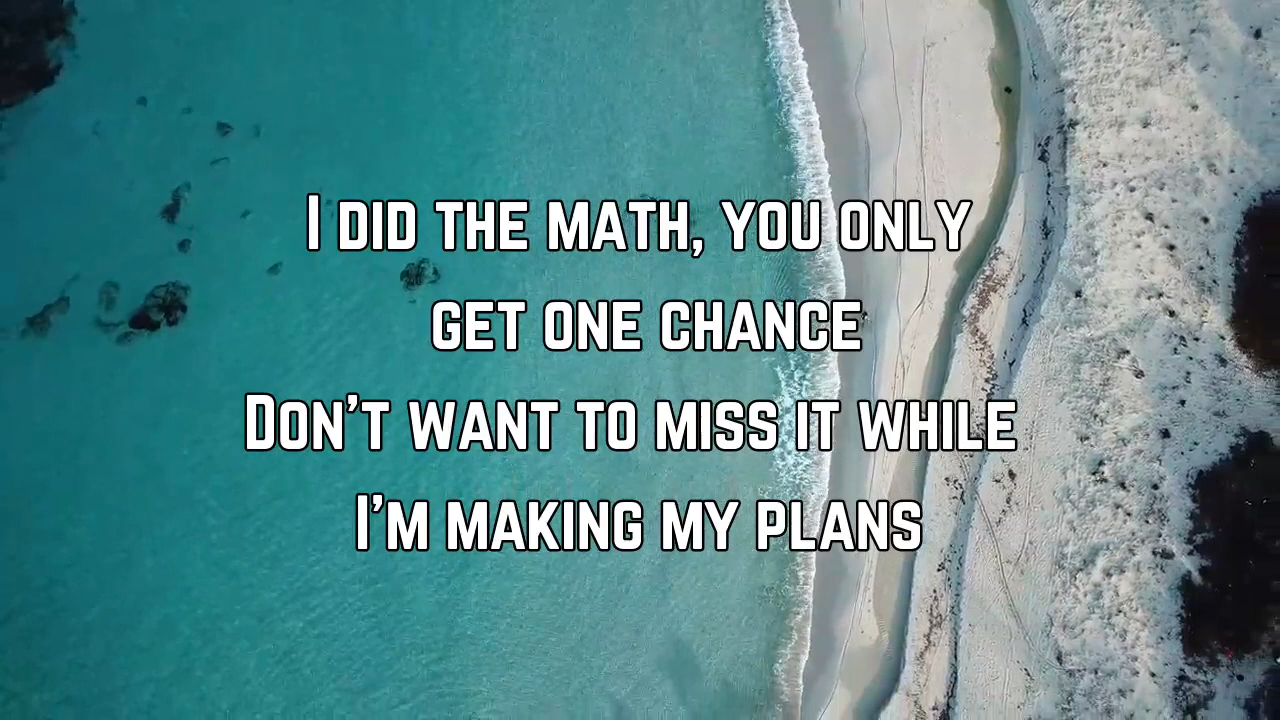 I did the math, you only
get one chance
Don't want to miss it while
I'm making my plans